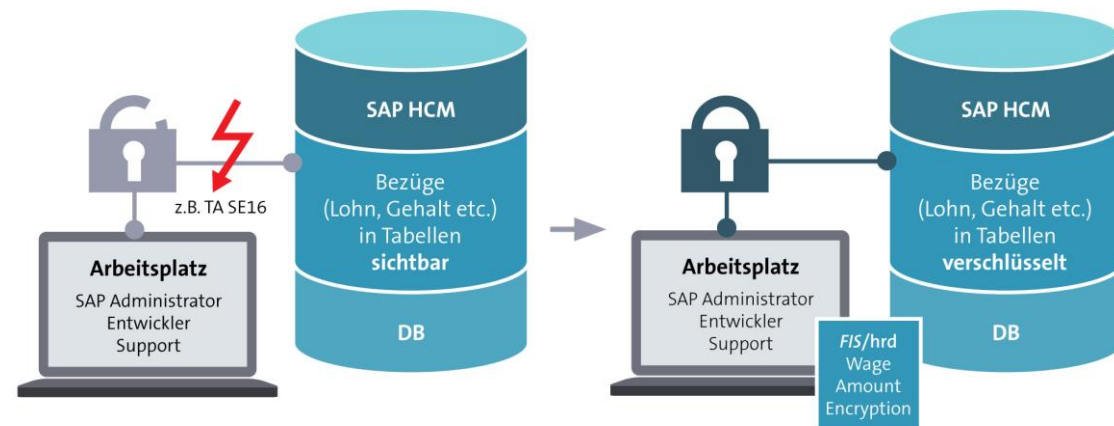 SAP HCM
Bezüge
(Lohn, Gehalt etc.)
in Tabellen
sichtbar
DB
z.B. TA SE16
Arbeitsplatz
SAP Administrator
Entwickler
Support
SAP HCM
Bezüge
(Lohn, Gehalt etc.)
in Tabellen
verschlüsselt
DB
Arbeitsplatz
SAP Administrator
Entwickler
Support
FIS/hrd
Wage
Amount
Encryption